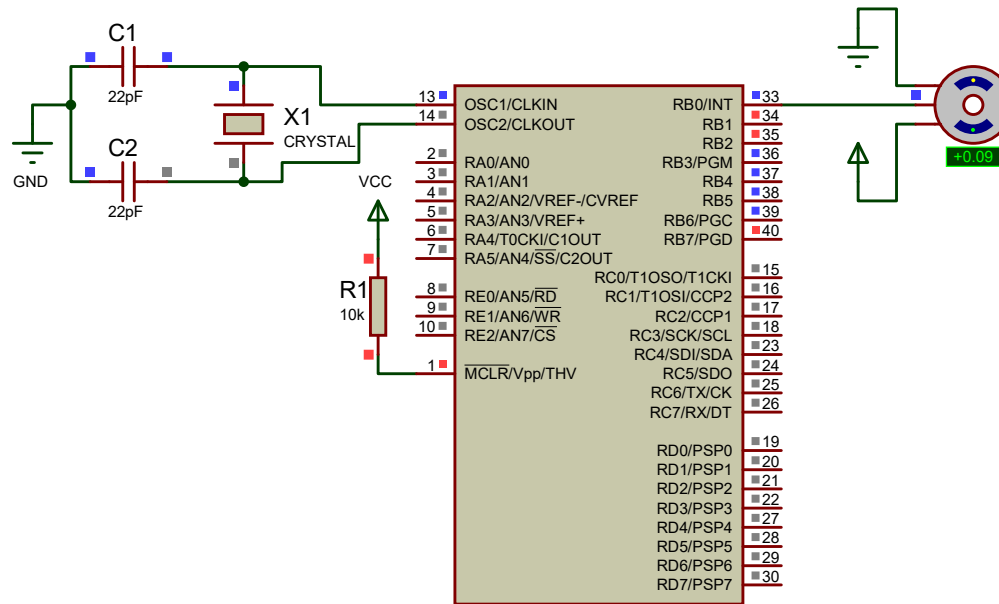 C1
22pF
GND
C2
22pF
X1
CRYSTAL
VCC
R1
10k
13 OSC1/CLKIN
14 OSC2/CLKOUT
2 RA0/AN0
3 RA1/AN1
4 RA2/AN2/VREF-/CVREF
5 RA3/AN3/VREF+
6 RA4/T0CKI/C1OUT
7 RA5/AN4/SS/C2OUT
8 RE0/AN5/RD
9 RE1/AN6/WR
10 RE2/AN7/CS
1 MCLR/Vpp/THV
RB0/INT 33
RB1 34
RB2 35
RB3/PGM 36
RB4 37
RB5 38
RB6/PGC 39
RB7/PGD 40
RC0/T1OSO/T1CKI 15
RC1/T1OSI/CCP2 16
RC2/CCP1 17
RC3/SCK/SCL 18
RC4/SDI/SDA 23
RC5/SDO 24
RC6/TX/CK 25
RC7/RX/DT 26
RD0/PSP0 19
RD1/PSP1 20
RD2/PSP2 21
RD3/PSP3 22
RD4/PSP4 27
RD5/PSP5 28
RD6/PSP6 29
RD7/PSP7 30
+0.09